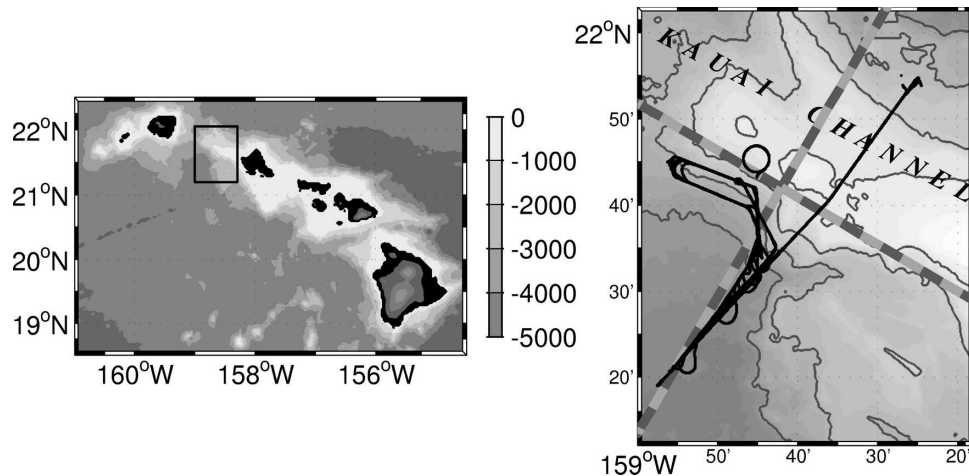 22°N
21°N
20°N
19°N
160°W
158°W
156°W
0
-1000
-2000
-3000
-4000
-5000
22°N
50'
40'
30'
20'
159°W
50'
40'
30'
20'
KAUAI CHANNEL